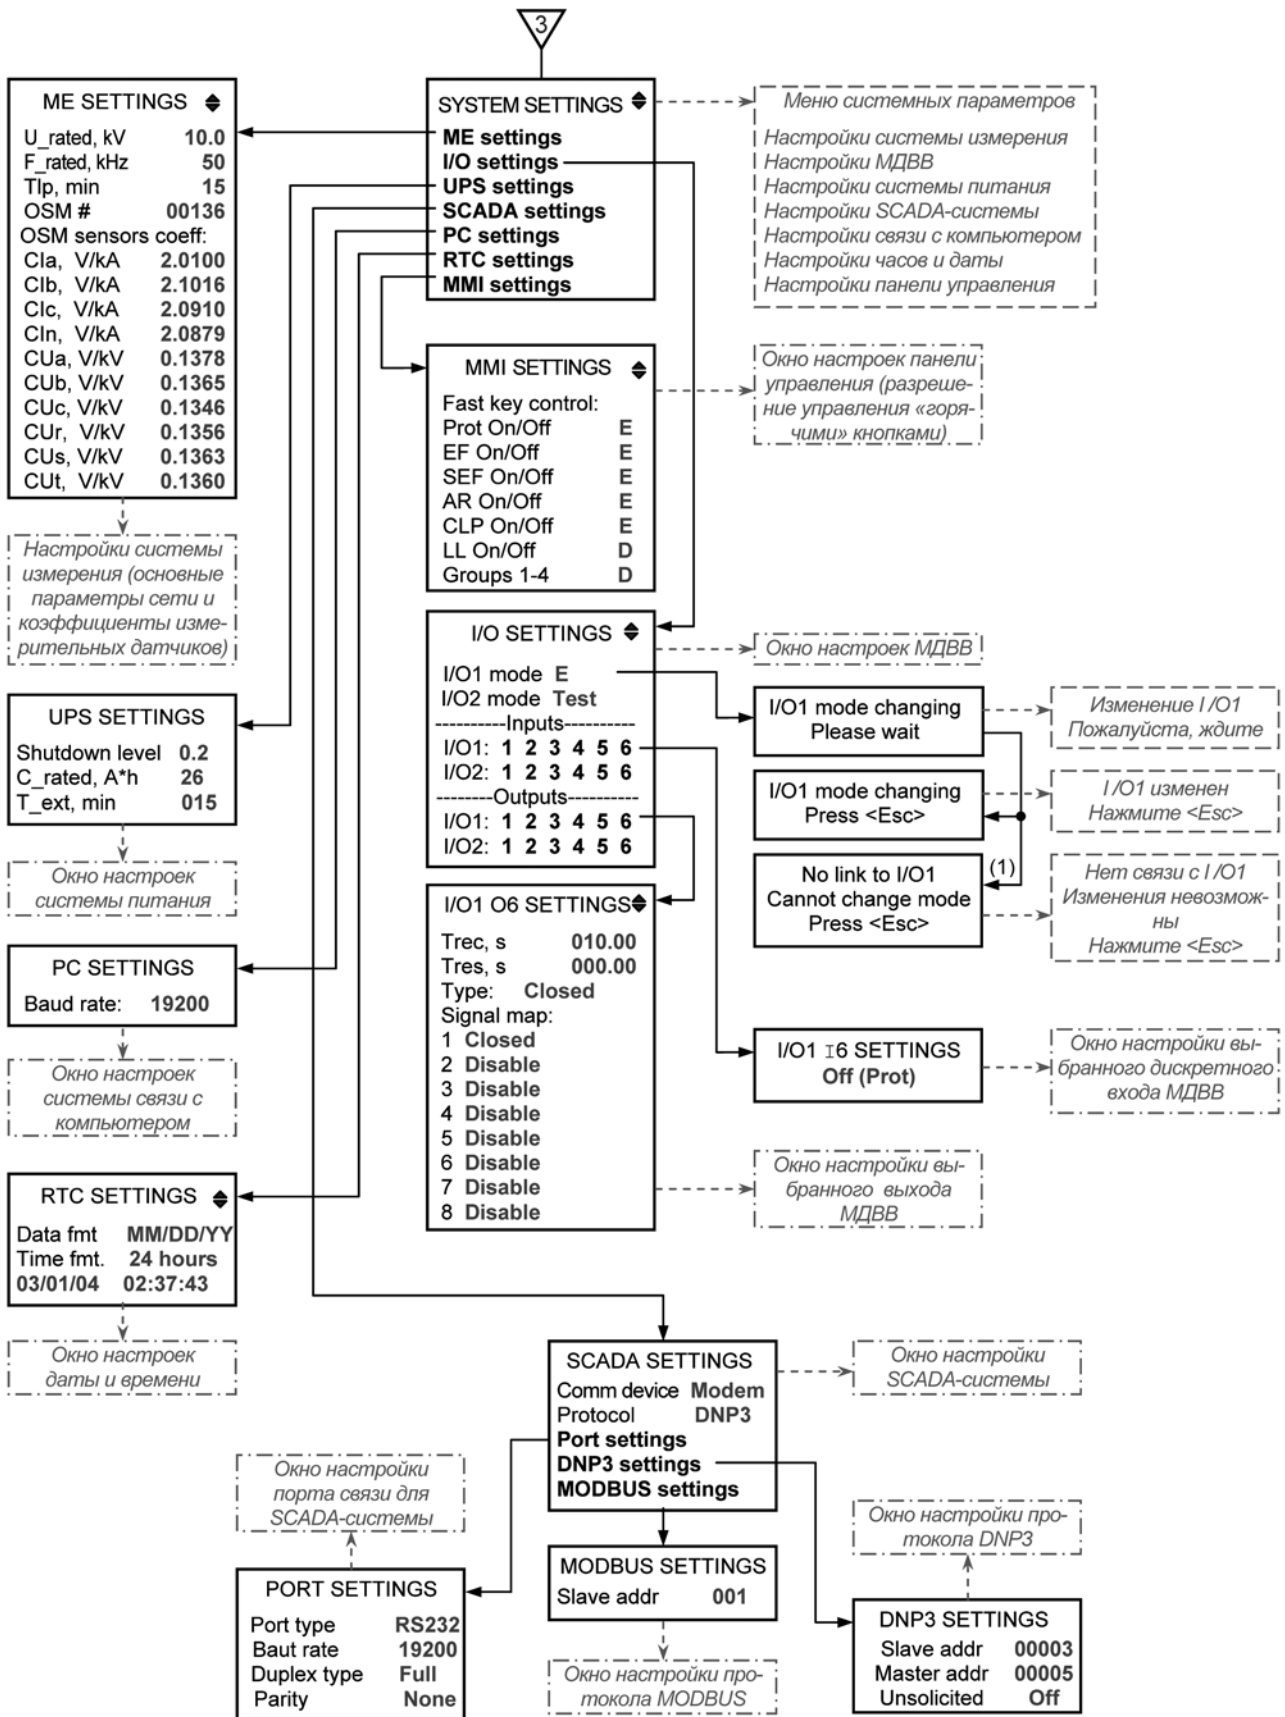 3
ME SETTINGS
U_rated, kV 10.0
F_rated, kHz 50
Tlp, min 15
OSM # 00136
OSM sensors coeff:
CIa, V/kA 2.0100
CIb, V/kA 2.1016
CIc, V/kA 2.0910
CIn, V/kA 2.0879
CUa, V/kV 0.1378
CUb, V/kV 0.1365
CUc, V/kV 0.1346
CUr, V/kV 0.1356
CUs, V/kV 0.1363
CUt, V/kV 0.1360
Настройки системы
измерения (основные
параметры сети и
коэффициенты изме-
рительных датчиков)
SYSTEM SETTINGS
ME settings
I/O settings
UPS settings
SCADA settings
PC settings
RTC settings
MMI settings
Меню системных параметров
Настройки системы измерения
Настройки МДВВ
Настройки системы питания
Настройки SCADA-системы
Настройки связи с компьютером
Настройки часов и даты
Настройки панели управления
MMI SETTINGS
Fast key control:
Prot On/Off E
EF On/Off E
SEF On/Off E
AR On/Off E
CLP On/Off E
LL On/Off D
Groups 1-4 D
Окно настроек панели
управления (разреше-
ние управления «горя-
чими» кнопками)
I/O SETTINGS
I/O1 mode E
I/O2 mode Test
----------Inputs----------
I/O1: 1 2 3 4 5 6
I/O2: 1 2 3 4 5 6
--------Outputs----------
I/O1: 1 2 3 4 5 6
I/O2: 1 2 3 4 5 6
Окно настроек МДВВ
I/O1 mode changing
Please wait
Изменение I /O1
Пожалуйста, ждите
I/O1 mode changing
Press <Esc>
I /O1 изменен
Нажмите <Esc>
(1)
No link to I/O1
Cannot change mode
Press <Esc>
Нет связи с I /O1
Изменения невозмож-
ны
Нажмите <Esc>
UPS SETTINGS
Shutdown level 0.2
C_rated, A*h 26
T_ext, min 015
Окно настроек
системы питания
I/O1 O6 SETTINGS
Trec, s 010.00
Tres, s 000.00
Type: Closed
Signal map:
1 Closed
2 Disable
3 Disable
4 Disable
5 Disable
6 Disable
7 Disable
8 Disable
Окно настройки вы-
бранного выхода
МДВВ
I/O1 I6 SETTINGS
Off (Prot)
Окно настройки вы-
бранного дискретного
входа МДВВ
PC SETTINGS
Baud rate: 19200
Окно настроек
системы связи с
компьютером
RTC SETTINGS
Data fmt MM/DD/YY
Time fmt. 24 hours
03/01/04 02:37:43
Окно настроек
даты и времени
SCADA SETTINGS
Comm device Modem
Protocol DNP3
Port settings
DNP3 settings
MODBUS settings
Окно настройки
SCADA-системы
Окно настройки
порта связи для
SCADA-системы
PORT SETTINGS
Port type RS232
Baut rate 19200
Duplex type Full
Parity None
MODBUS SETTINGS
Slave addr 001
Окно настройки про-
токола MODBUS
Окно настройки про-
токола DNP3
DNP3 SETTINGS
Slave addr 00003
Master addr 00005
Unsolicited Off